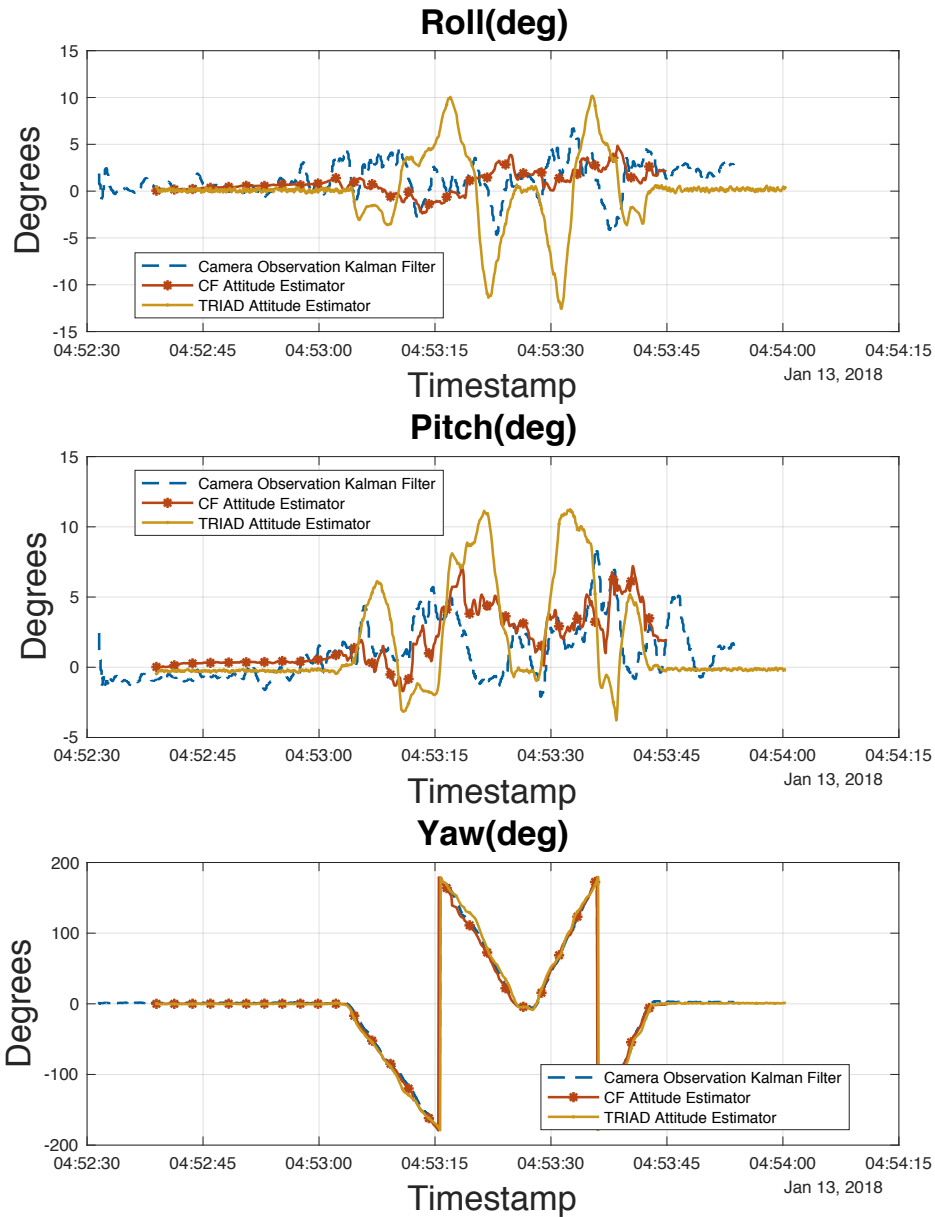 Roll(deg)
15
10
5
0
-5
-10
-15
Degrees
Camera Observation Kalman Filter
CF Attitude Estimator
TRIAD Attitude Estimator
04:52:30 04:52:45 04:53:00 04:53:15 04:53:30 04:53:45 04:54:00 04:54:15
Timestamp
Jan 13, 2018
Pitch(deg)
15
10
5
0
-5
Degrees
Camera Observation Kalman Filter
CF Attitude Estimator
TRIAD Attitude Estimator
04:52:30 04:52:45 04:53:00 04:53:15 04:53:30 04:53:45 04:54:00 04:54:15
Timestamp
Jan 13, 2018
Yaw(deg)
200
100
0
-100
-200
Degrees
Camera Observation Kalman Filter
CF Attitude Estimator
TRIAD Attitude Estimator
04:52:30 04:52:45 04:53:00 04:53:15 04:53:30 04:53:45 04:54:00 04:54:15
Timestamp
Jan 13, 2018